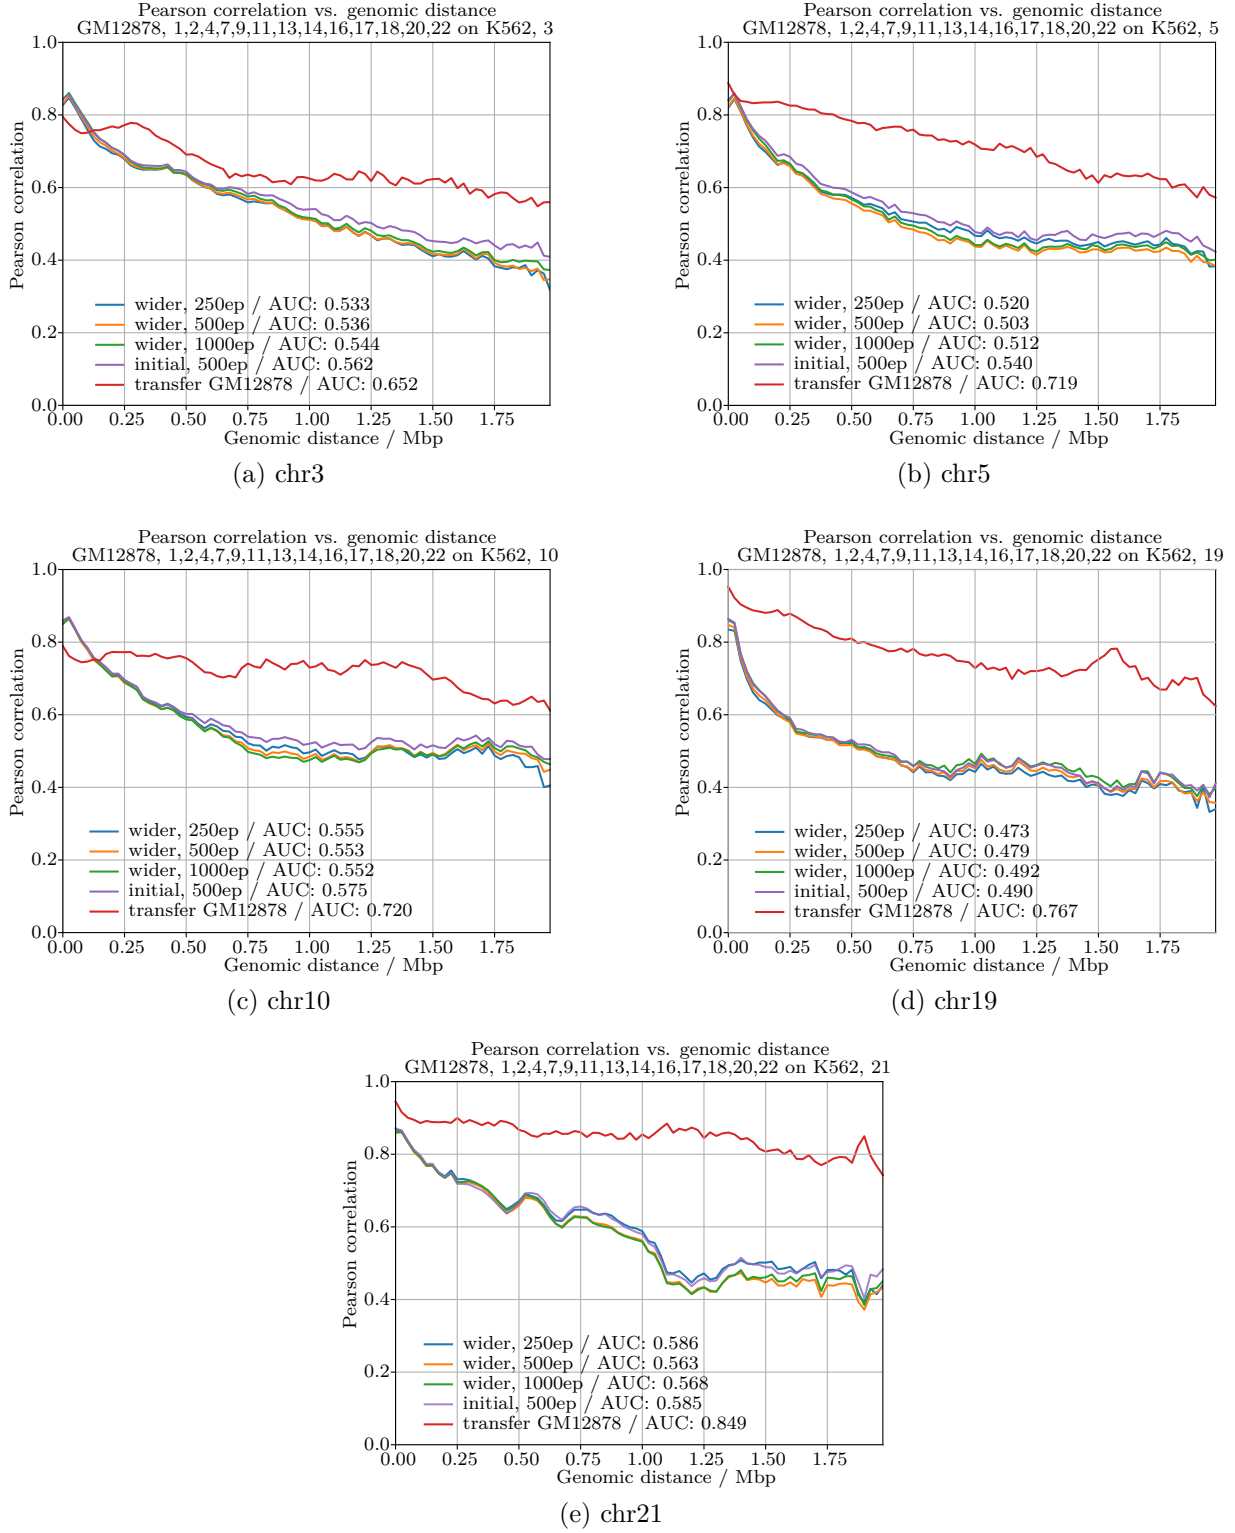 Pearson correlation vs. genomic distance
GM12878, 1,2,4,7,9,11,13,14,16,17,18,20,22 on K562, 3
1.0
0.8
0.6
0.4
0.2
0.0
Pearson correlation
wider, 250ep / AUC: 0.533
wider, 500ep / AUC: 0.536
wider, 1000ep / AUC: 0.544
initial, 500ep / AUC: 0.562
transfer GM12878 / AUC: 0.652
0.00 0.25 0.50 0.75 1.00 1.25 1.50 1.75
Genomic distance / Mbp
(a) chr3
Pearson correlation vs. genomic distance
GM12878, 1,2,4,7,9,11,13,14,16,17,18,20,22 on K562, 5
1.0
0.8
0.6
0.4
0.2
0.0
Pearson correlation
wider, 250ep / AUC: 0.520
wider, 500ep / AUC: 0.503
wider, 1000ep / AUC: 0.512
initial, 500ep / AUC: 0.540
transfer GM12878 / AUC: 0.719
0.00 0.25 0.50 0.75 1.00 1.25 1.50 1.75
Genomic distance / Mbp
(b) chr5
Pearson correlation vs. genomic distance
GM12878, 1,2,4,7,9,11,13,14,16,17,18,20,22 on K562, 10
1.0
0.8
0.6
0.4
0.2
0.0
Pearson correlation
wider, 250ep / AUC: 0.555
wider, 500ep / AUC: 0.553
wider, 1000ep / AUC: 0.552
initial, 500ep / AUC: 0.575
transfer GM12878 / AUC: 0.720
0.00 0.25 0.50 0.75 1.00 1.25 1.50 1.75
Genomic distance / Mbp
(c) chr10
Pearson correlation vs. genomic distance
GM12878, 1,2,4,7,9,11,13,14,16,17,18,20,22 on K562, 19
1.0
0.8
0.6
0.4
0.2
0.0
Pearson correlation
wider, 250ep / AUC: 0.473
wider, 500ep / AUC: 0.479
wider, 1000ep / AUC: 0.492
initial, 500ep / AUC: 0.490
transfer GM12878 / AUC: 0.767
0.00 0.25 0.50 0.75 1.00 1.25 1.50 1.75
Genomic distance / Mbp
(d) chr19
Pearson correlation vs. genomic distance
GM12878, 1,2,4,7,9,11,13,14,16,17,18,20,22 on K562, 21
1.0
0.8
0.6
0.4
0.2
0.0
Pearson correlation
wider, 250ep / AUC: 0.586
wider, 500ep / AUC: 0.563
wider, 1000ep / AUC: 0.568
initial, 500ep / AUC: 0.585
transfer GM12878 / AUC: 0.849
0.00 0.25 0.50 0.75 1.00 1.25 1.50 1.75
Genomic distance / Mbp
(e) chr21